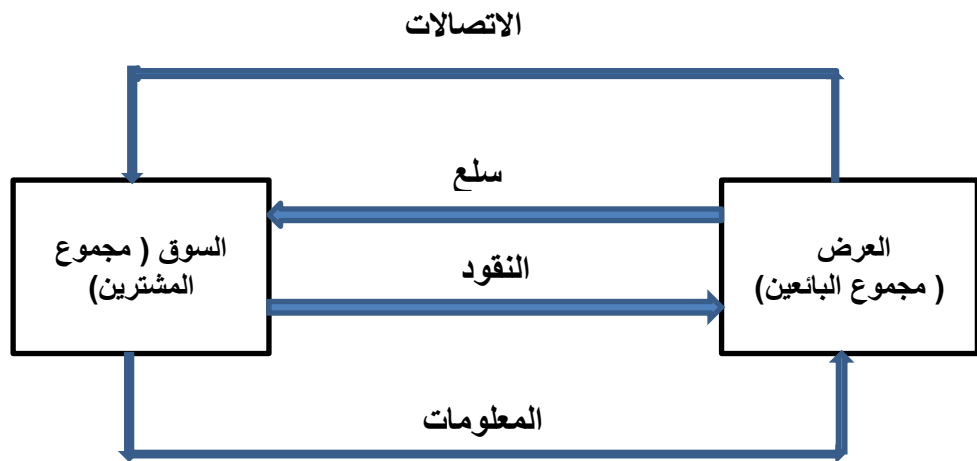 الاتصالات
سلع
العرض
( مجموع البائعين)
السوق ( مجموع
المشترين)
النقود
المعلومات